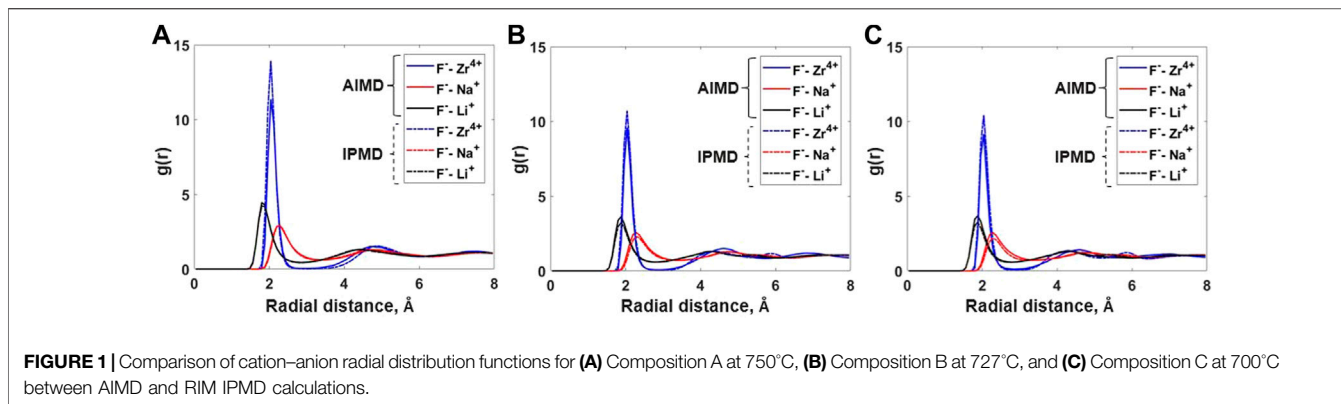 A
15
10
5
0
g(r)
AIMD
IPMD
F⁻- Zr⁴⁺
F⁻- Na⁺
F⁻- Li⁺
F⁻- Zr⁴⁺
F⁻- Na⁺
F⁻- Li⁺
0 2 4 6 8
Radial distance, Å
B
15
10
5
0
g(r)
AIMD
IPMD
F⁻- Zr⁴⁺
F⁻- Na⁺
F⁻- Li⁺
F⁻- Zr⁴⁺
F⁻- Na⁺
F⁻- Li⁺
0 2 4 6 8
Radial distance, Å
C
15
10
5
0
g(r)
AIMD
IPMD
F⁻- Zr⁴⁺
F⁻- Na⁺
F⁻- Li⁺
F⁻- Zr⁴⁺
F⁻- Na⁺
F⁻- Li⁺
0 2 4 6 8
Radial distance, Å
FIGURE 1 | Comparison of cation–anion radial distribution functions for (A) Composition A at 750°C, (B) Composition B at 727°C, and (C) Composition C at 700°C
between AIMD and RIM IPMD calculations.